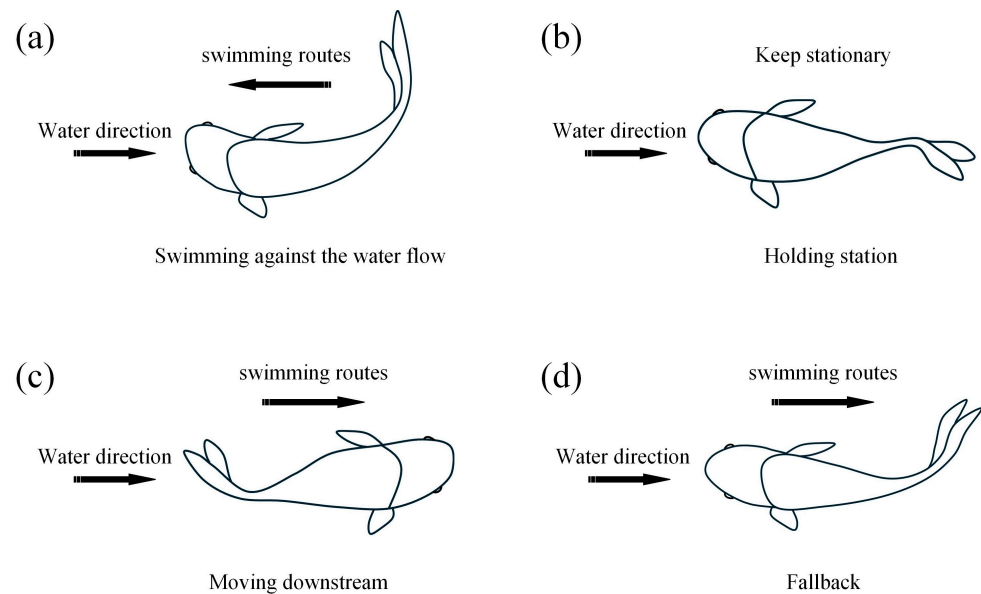 (a)
swimming routes
Water direction
Swimming against the water flow
(b)
Keep stationary
Water direction
Holding station
(c)
swimming routes
Water direction
Moving downstream
(d)
swimming routes
Water direction
Fallback